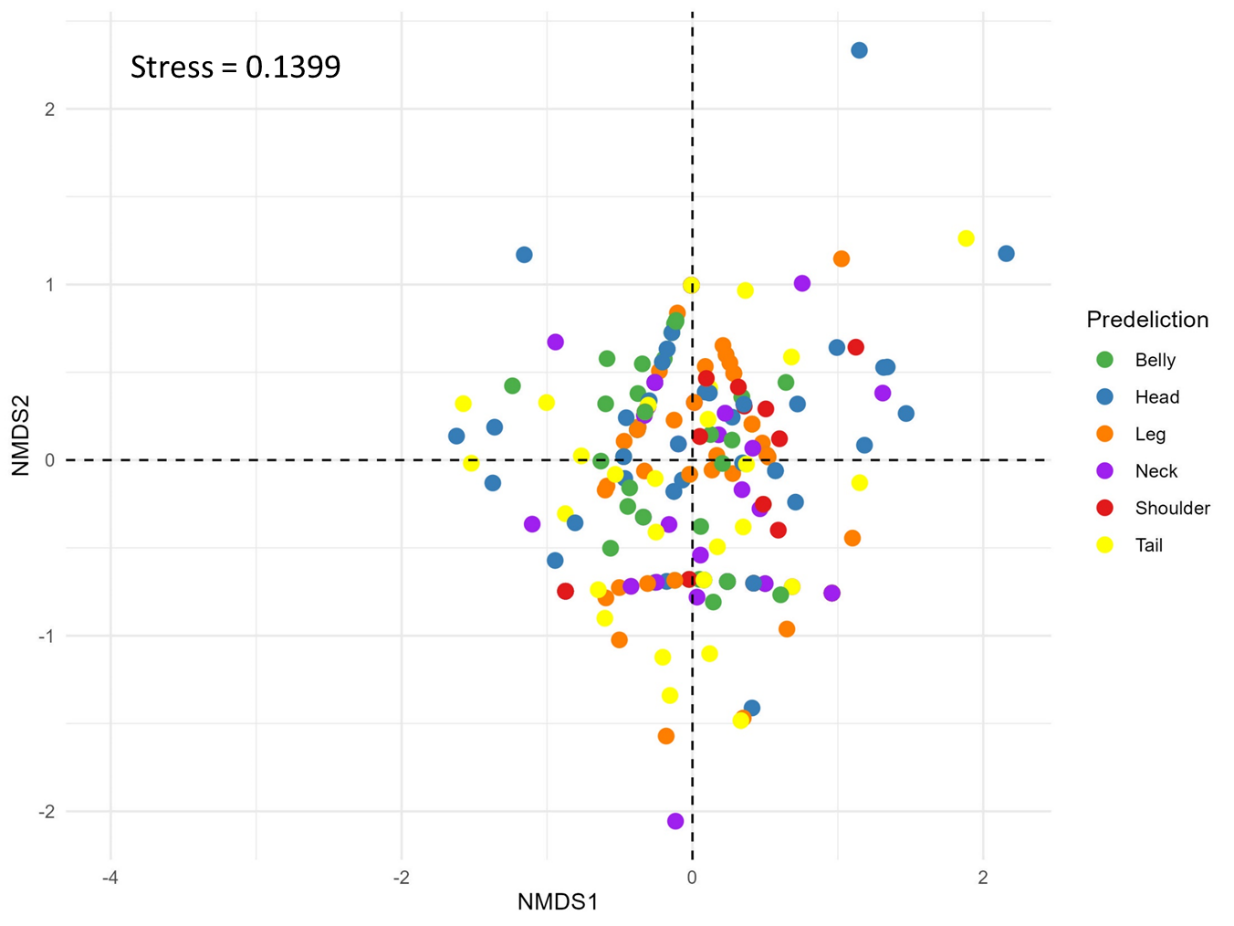 Stress = 0.1399
2
1
0
-1
-2
NMDS2
-4
-2
0
2
NMDS1
Predeliction
Belly
Head
Leg
Neck
Shoulder
Tail